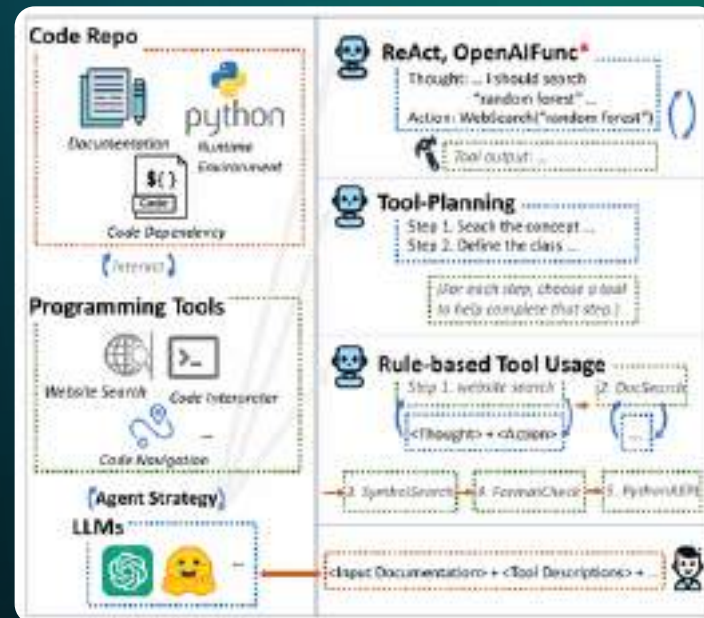 Code Repo
Documentation
python
Runtime
Environment
${}
Code
Code Dependency
Interact
Programming Tools
Website Search
Code Interpreter
...
Code Navigation
Agent Strategy
LLMs
...
ReAct, OpenAIFunc*
Thought: ... I should search
"random forest" ...
Action: WebSearch("random forest")
Tool output: ...
Tool-Planning
Step 1. Seach the concept ...
Step 2. Define the class ...
(For each step, choose a tool
to help complete that step.)
Rule-based Tool Usage
Step 1. website search
2. DocSearch
<Thought> + <Action>
...
3. SymbolSearch
4. FormatCheck
5. PythonREPL
<Input Documentation> + <Tool Descriptions> + ...